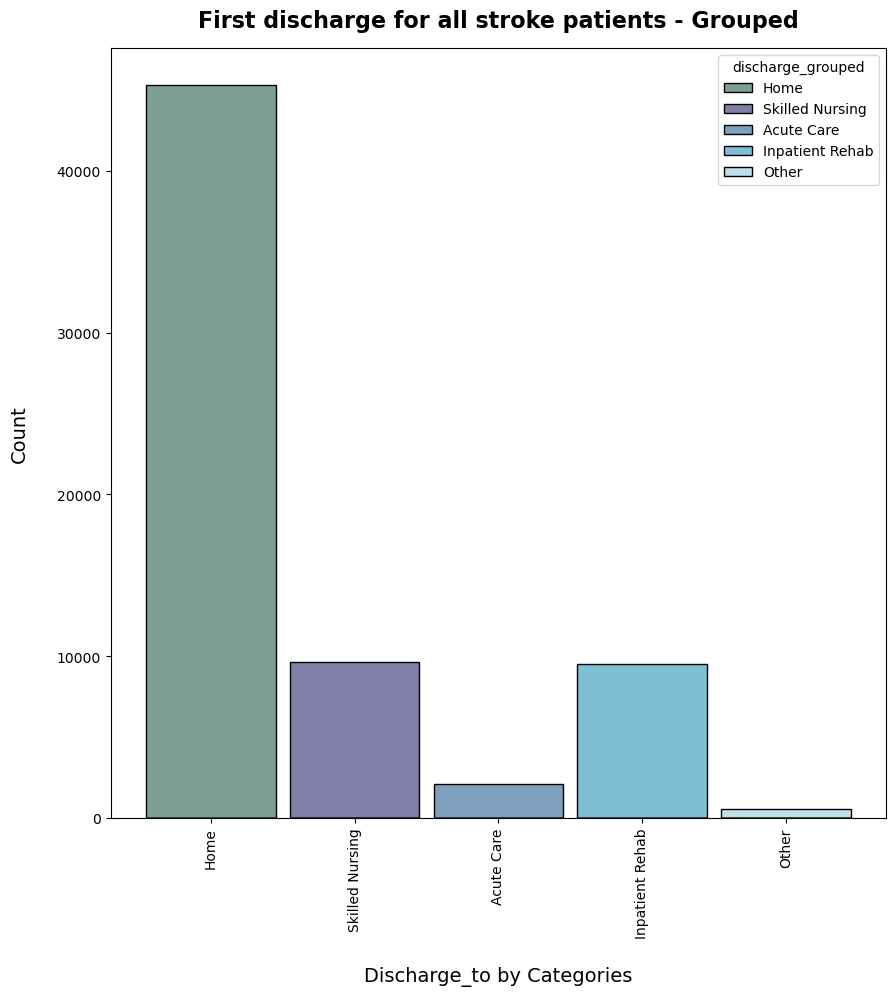 First discharge for all stroke patients - Grouped
discharge_grouped
Home
Skilled Nursing
Acute Care
Inpatient Rehab
Other
Count
40000
30000
20000
10000
0
Home
Skilled Nursing
Acute Care
Inpatient Rehab
Other
Discharge_to by Categories